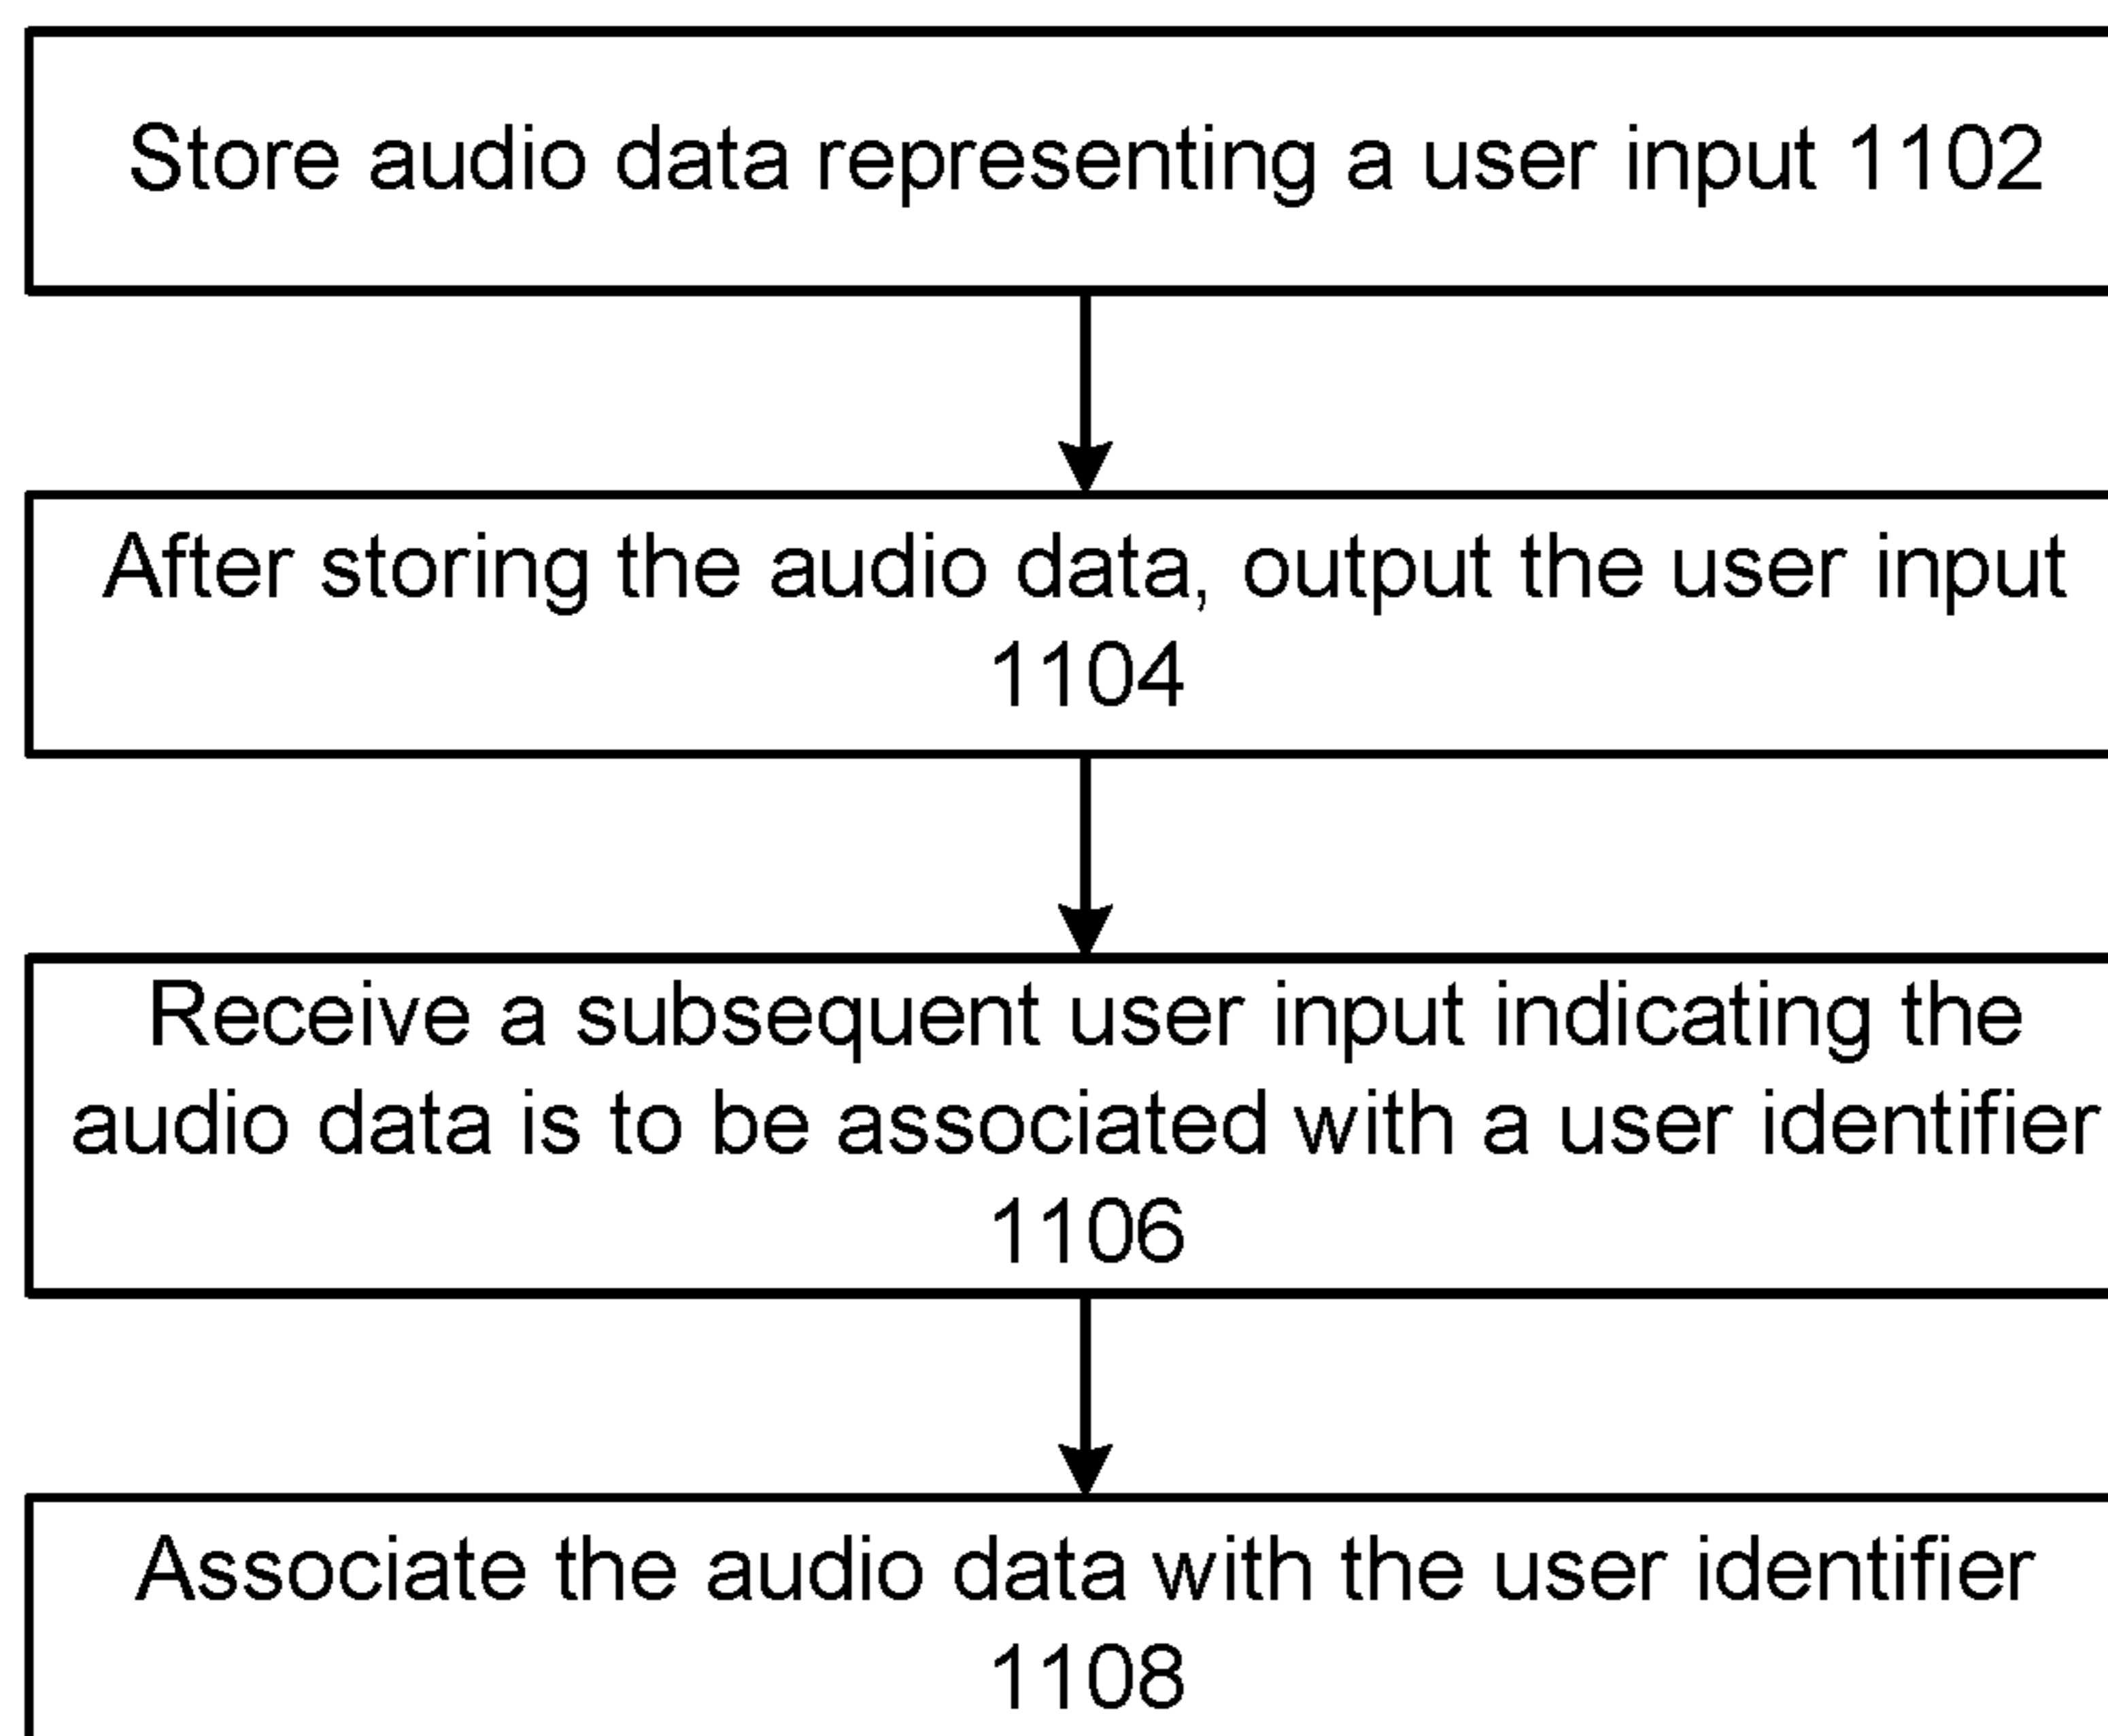 Store audio data representing a user input 1102
After storing the audio data, output the user input
1104
Receive a subsequent user input indicating the
audio data is to be associated with a user identifier
1106
Associate the audio data with the user identifier
1108